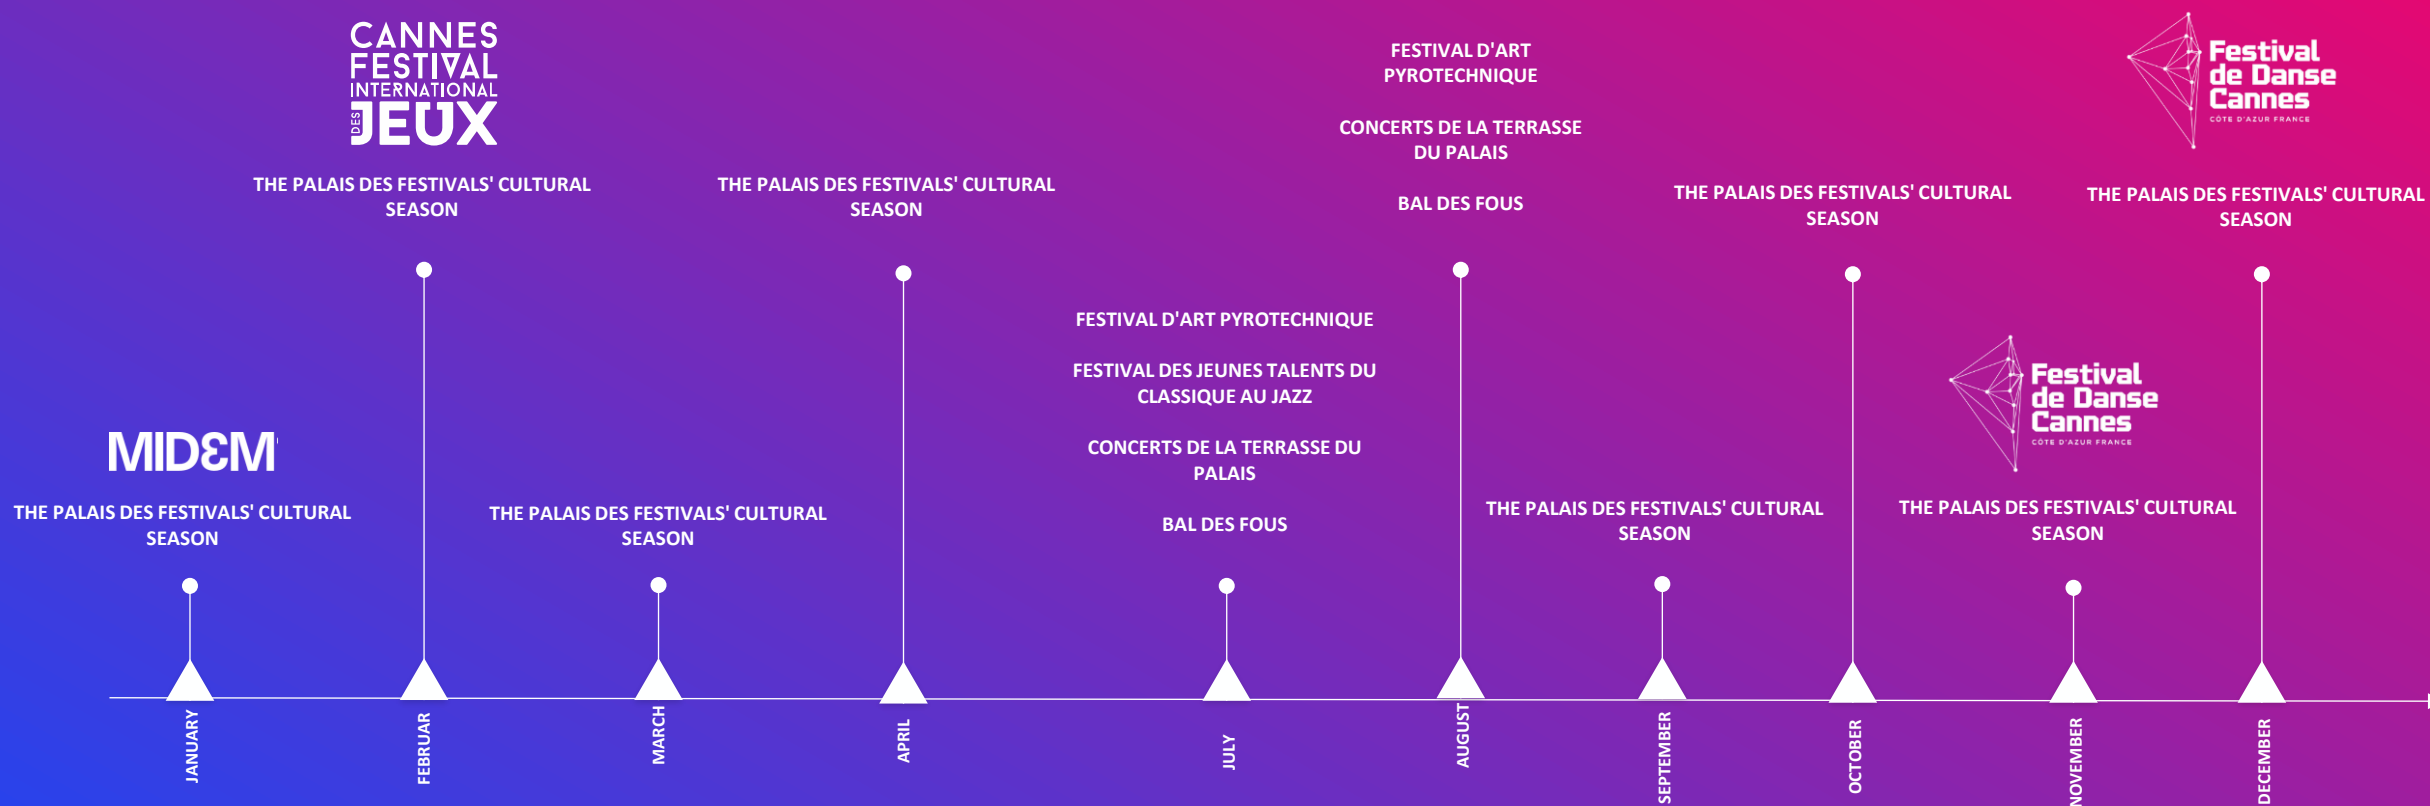 CANNES
FESTIVAL
INTERNATIONAL
DES JEUX
THE PALAIS DES FESTIVALS' CULTURAL
SEASON
THE PALAIS DES FESTIVALS' CULTURAL
SEASON
FESTIVAL D'ART
PYROTECHNIQUE
CONCERTS DE LA TERRASSE
DU PALAIS
BAL DES FOUS
THE PALAIS DES FESTIVALS' CULTURAL
SEASON
Festival
de Danse
Cannes
CÔTE D'AZUR FRANCE
THE PALAIS DES FESTIVALS' CULTURAL
SEASON
MIDEM
THE PALAIS DES FESTIVALS' CULTURAL
SEASON
THE PALAIS DES FESTIVALS' CULTURAL
SEASON
FESTIVAL D'ART PYROTECHNIQUE
FESTIVAL DES JEUNES TALENTS DU
CLASSIQUE AU JAZZ
CONCERTS DE LA TERRASSE DU
PALAIS
BAL DES FOUS
THE PALAIS DES FESTIVALS' CULTURAL
SEASON
Festival
de Danse
Cannes
CÔTE D'AZUR FRANCE
THE PALAIS DES FESTIVALS' CULTURAL
SEASON
JANUARY
FEBRUAR
MARCH
APRIL
JULY
AUGUST
SEPTEMBER
OCTOBER
NOVEMBER
DECEMBER